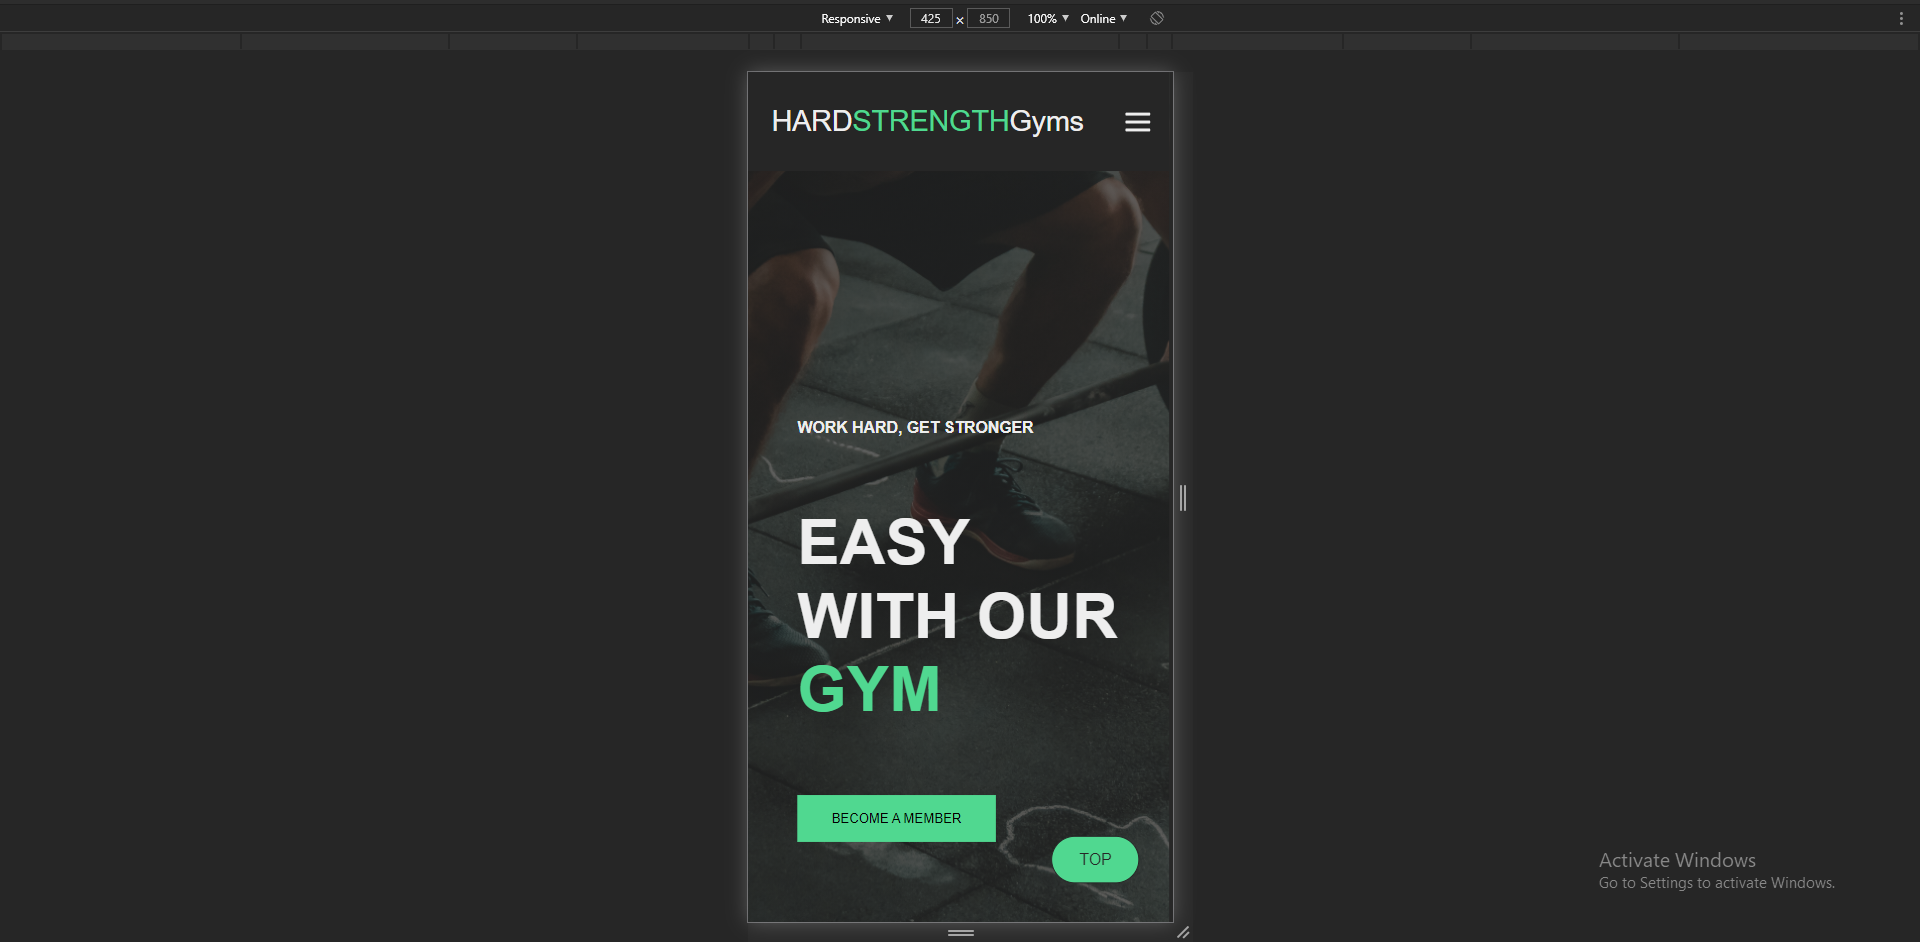 Responsive 425 × 850 100% Online
HARDSTRENGTHGyms
WORK HARD, GET STRONGER
EASY
WITH OUR
GYM
BECOME A MEMBER
TOP
Activate Windows
Go to Settings to activate Windows.